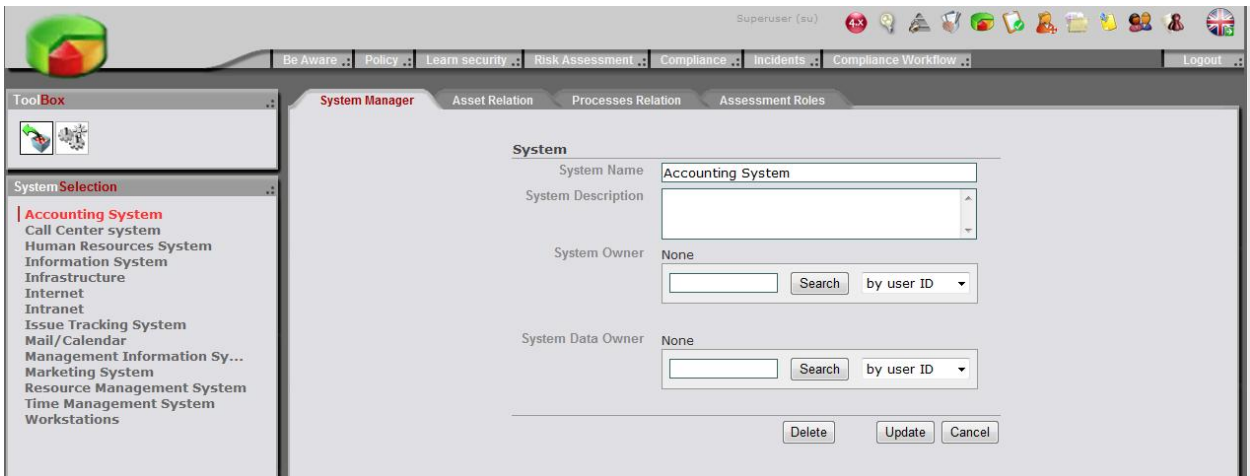 Superuser (su)
4.x
Be Aware .: Policy .: Learn security .: Risk Assessment .: Compliance .: Incidents .: Compliance Workflow .: Logout .:
ToolBox .:
System Manager Asset Relation Processes Relation Assessment Roles
SystemSelection .:
Accounting System
Call Center system
Human Resources System
Information System
Infrastructure
Internet
Intranet
Issue Tracking System
Mail/Calendar
Management Information Sy...
Marketing System
Resource Management System
Time Management System
Workstations
System
System Name Accounting System
System Description
System Owner None
Search by user ID
System Data Owner None
Search by user ID
Delete Update Cancel